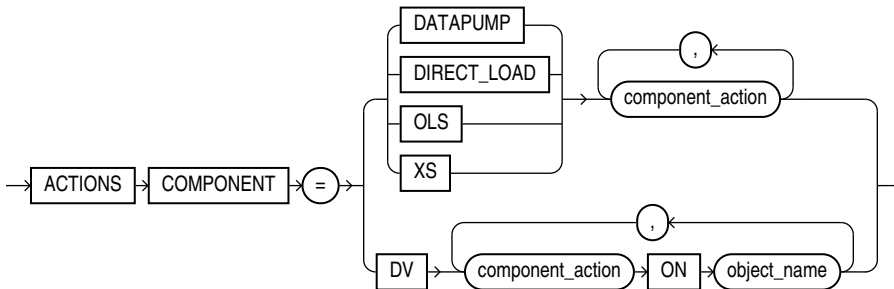 DATAPUMP
,
DIRECT_LOAD
component_action
OLS
XS
ACTIONS COMPONENT =
,
DV component_action ON object_name